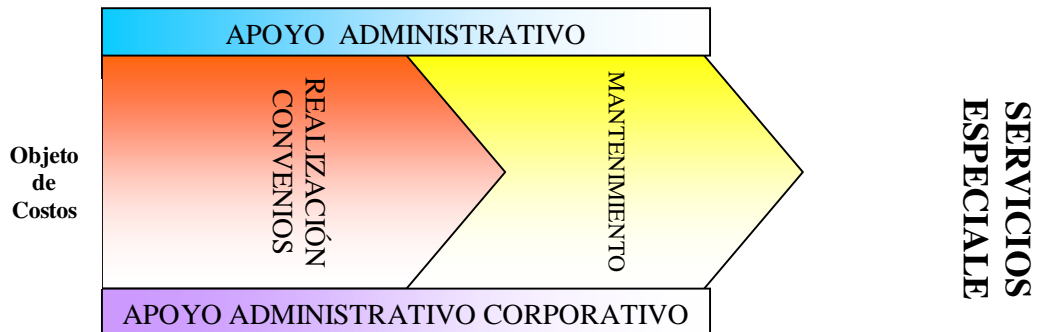 APOYO ADMINISTRATIVO
Objeto
de
Costos
REALIZACIÓN
CONVENIOS
MANTENIMIENTO
SERVICIOS
ESPECIALE
APOYO ADMINISTRATIVO CORPORATIVO